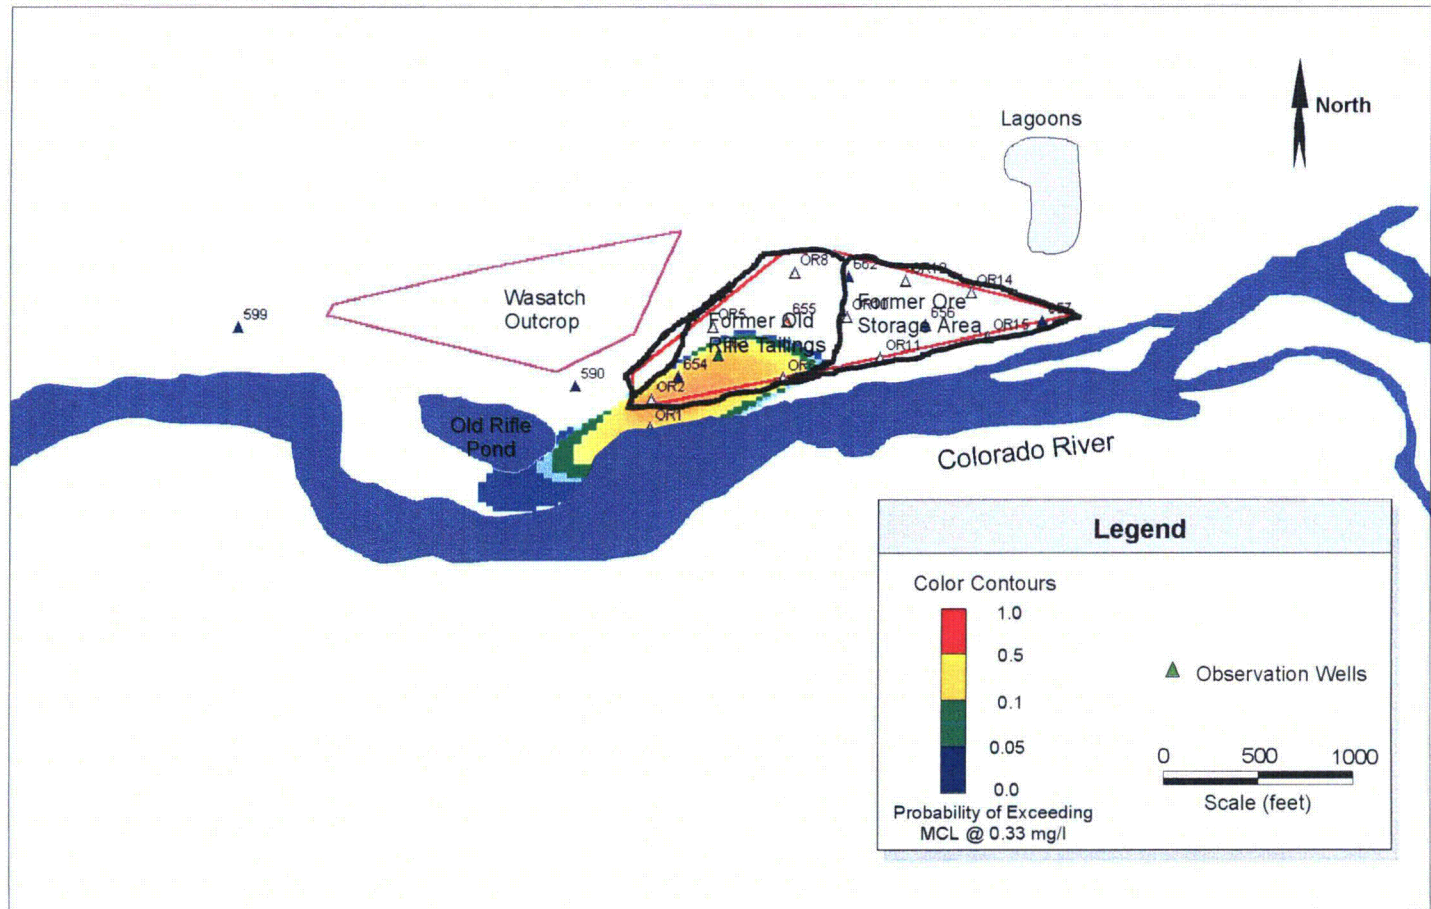 North
Lagoons
OR8
662
OR14
599
Wasatch
Outcrop
OR5
655
656
Former Old
Rifle Tailings
Former Ore
Storage Area
OR15
OR11
590
654
OR2
OR1
Old Rifle
Pond
Colorado River
Legend
Color Contours
1.0
0.5
0.1
0.05
0.0
Probability of Exceeding
MCL @ 0.33 mg/l
Observation Wells
0 500 1000
Scale (feet)